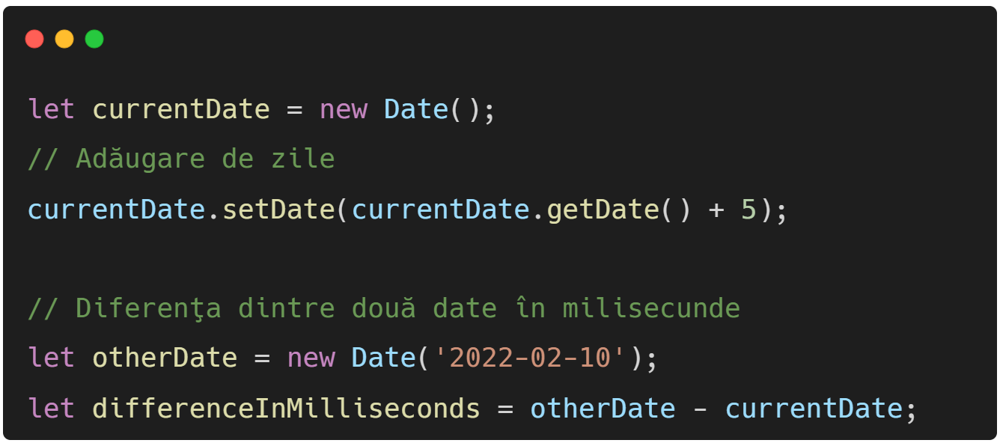 let currentDate = new Date();
// Adăugare de zile
currentDate.setDate(currentDate.getDate() + 5);
// Diferenţa dintre două date în milisecunde
let otherDate = new Date('2022-02-10');
let differenceInMilliseconds = otherDate - currentDate;